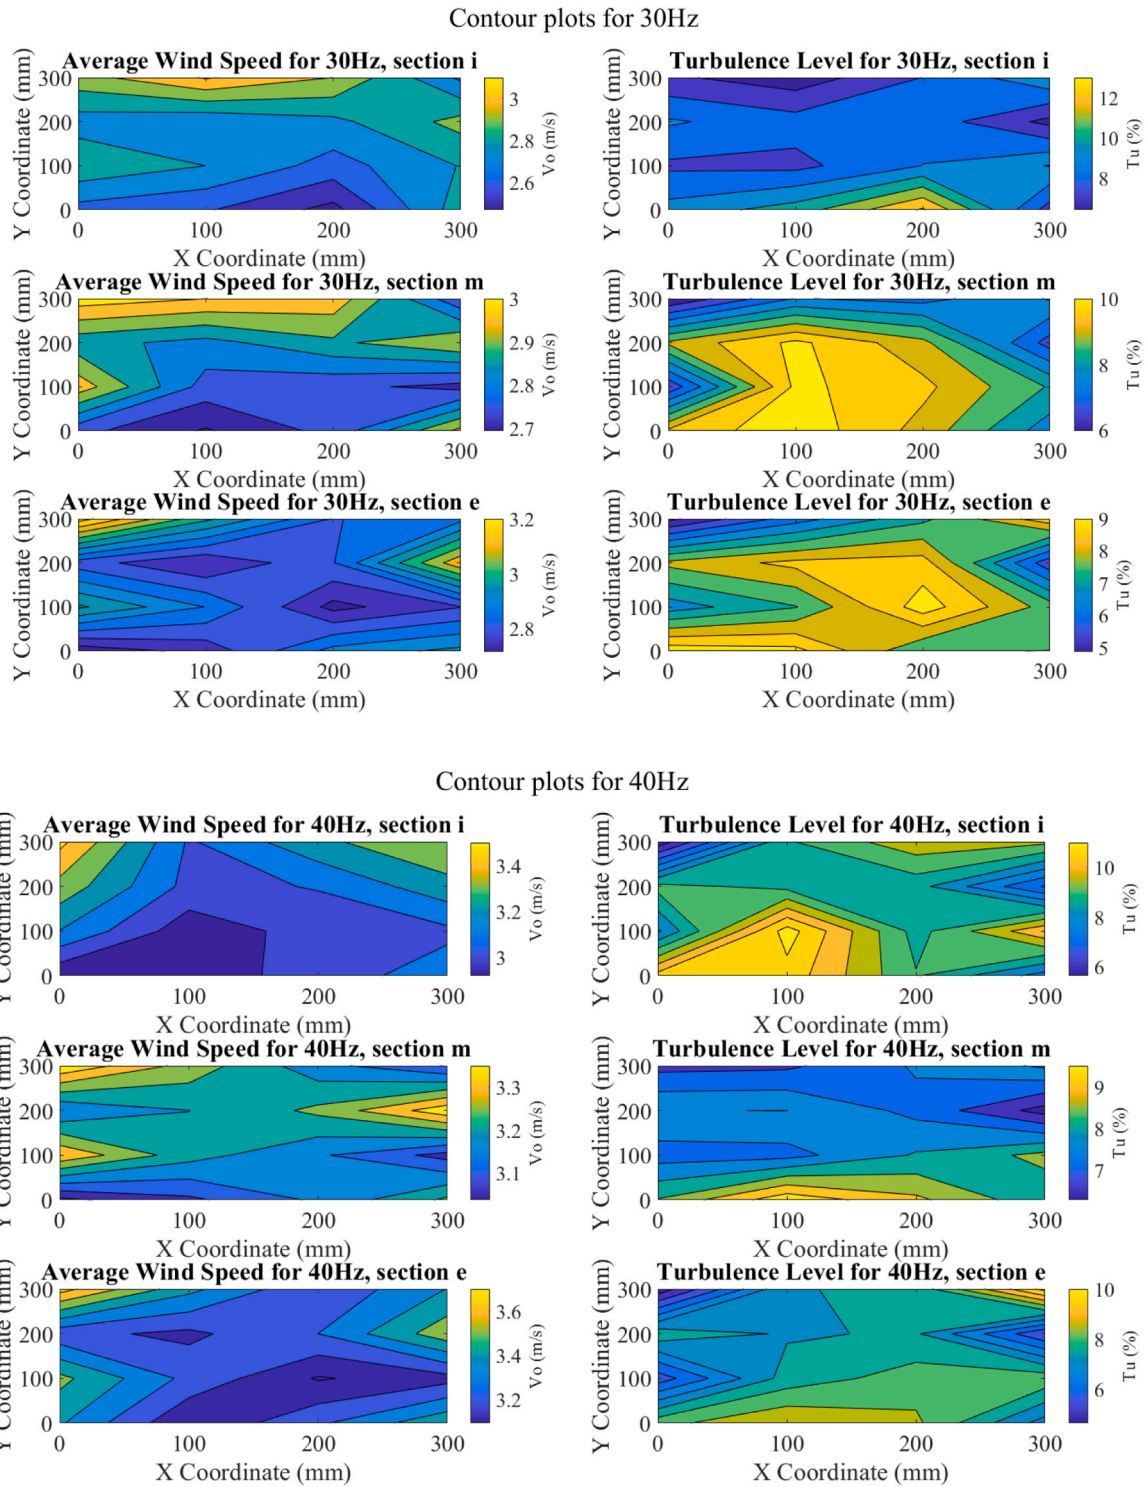 Contour plots for 30Hz
Average Wind Speed for 30Hz, section i
Y Coordinate (mm)
300
200
100
0
0 100 200 300
X Coordinate (mm)
3
2.8
2.6
Vo (m/s)
Turbulence Level for 30Hz, section i
Y Coordinate (mm)
300
200
100
0
0 100 200 300
X Coordinate (mm)
12
10
8
Tu (%)
Average Wind Speed for 30Hz, section m
Y Coordinate (mm)
300
200
100
0
0 100 200 300
X Coordinate (mm)
3
2.9
2.8
2.7
Vo (m/s)
Turbulence Level for 30Hz, section m
Y Coordinate (mm)
300
200
100
0
0 100 200 300
X Coordinate (mm)
10
8
6
Tu (%)
Average Wind Speed for 30Hz, section e
Y Coordinate (mm)
300
200
100
0
0 100 200 300
X Coordinate (mm)
3.2
3
2.8
Vo (m/s)
Turbulence Level for 30Hz, section e
Y Coordinate (mm)
300
200
100
0
0 100 200 300
X Coordinate (mm)
9
8
7
6
5
Tu (%)
Contour plots for 40Hz
Average Wind Speed for 40Hz, section i
Y Coordinate (mm)
300
200
100
0
0 100 200 300
X Coordinate (mm)
3.4
3.2
3
Vo (m/s)
Turbulence Level for 40Hz, section i
Y Coordinate (mm)
300
200
100
0
0 100 200 300
X Coordinate (mm)
10
8
6
Tu (%)
Average Wind Speed for 40Hz, section m
Y Coordinate (mm)
300
200
100
0
0 100 200 300
X Coordinate (mm)
3.3
3.2
3.1
Vo (m/s)
Turbulence Level for 40Hz, section m
Y Coordinate (mm)
300
200
100
0
0 100 200 300
X Coordinate (mm)
9
8
7
Tu (%)
Average Wind Speed for 40Hz, section e
Y Coordinate (mm)
300
200
100
0
0 100 200 300
X Coordinate (mm)
3.6
3.4
3.2
Vo (m/s)
Turbulence Level for 40Hz, section e
Y Coordinate (mm)
300
200
100
0
0 100 200 300
X Coordinate (mm)
10
8
6
Tu (%)